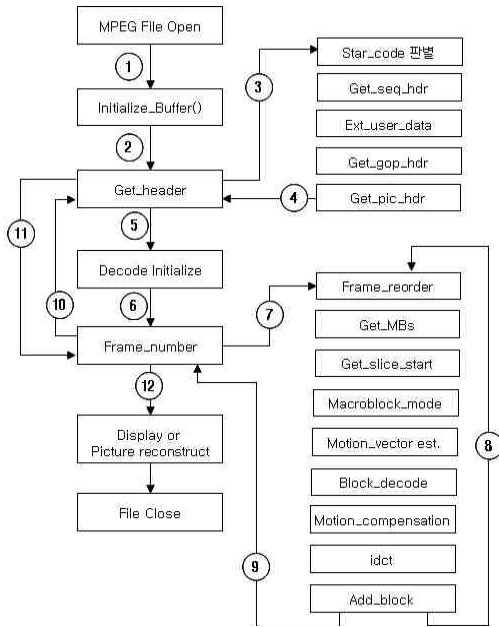 MPEG File Open
1
Initialize_Buffer()
2
Get_header
3
Star_code 판별
Get_seq_hdr
Ext_user_data
Get_gop_hdr
Get_pic_hdr
4
5
11
10
Decode Initialize
6
Frame_number
7
Frame_reorder
Get_MBs
Get_slice_start
Macroblock_mode
Motion_vector est.
Block_decode
Motion_compensation
idct
Add_block
8
9
12
Display or
Picture reconstruct
File Close